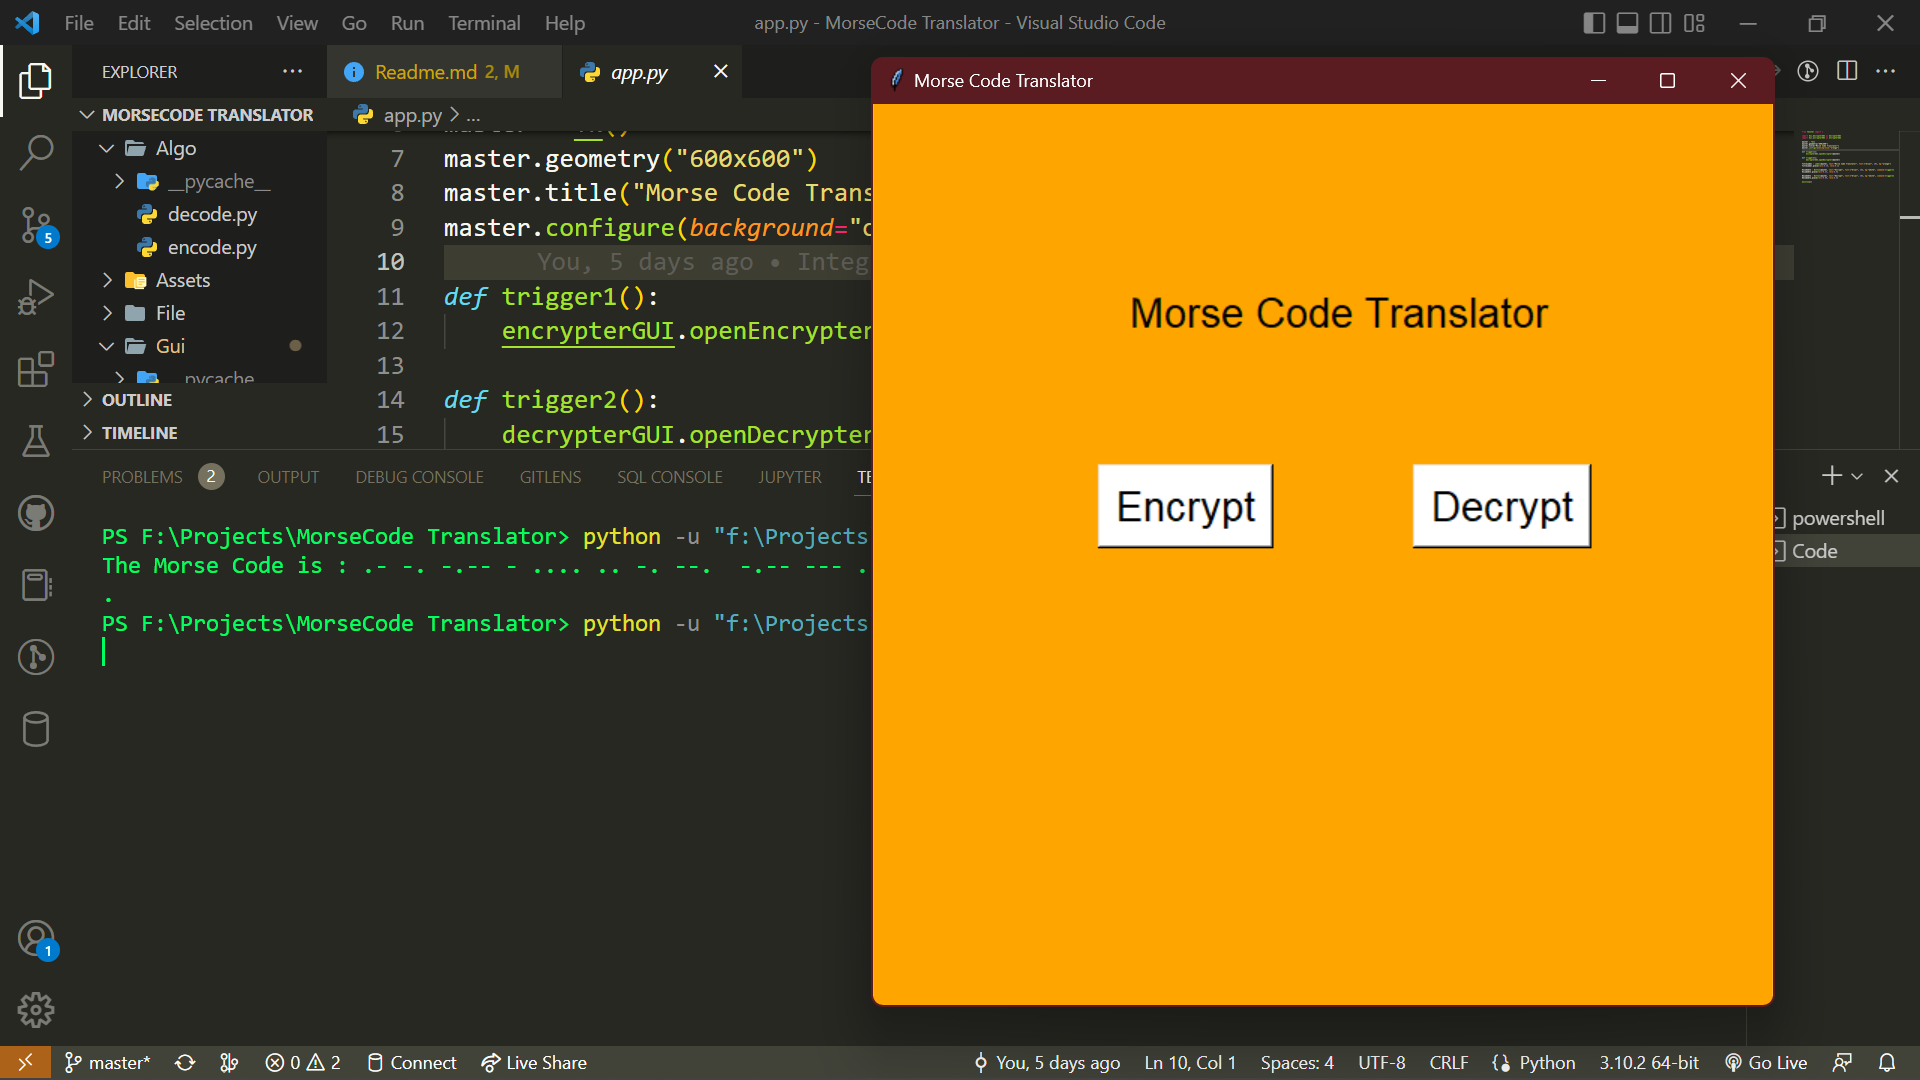 File Edit Selection View Go Run Terminal Help
app.py - MorseCode Translator - Visual Studio Code
EXPLORER
Readme.md 2, M
app.py
MORSECODE TRANSLATOR
Algo
__pycache__
decode.py
encode.py
Assets
File
Gui
__pycache__
OUTLINE
TIMELINE
5
1
app.py > ...
7 master.geometry("600x600")
8 master.title("Morse Code Trans
9 master.configure(background="
10 You, 5 days ago • Integ
11 def trigger1():
12 encrypterGUI.openEncrypter
13
14 def trigger2():
15 decrypterGUI.openDecrypter
PROBLEMS 2 OUTPUT DEBUG CONSOLE GITLENS SQL CONSOLE JUPYTER TE
PS F:\Projects\MorseCode Translator> python -u "f:\Projects
The Morse Code is : .- -. -.-- - .... .. -. --.  -.-- --- .
.
PS F:\Projects\MorseCode Translator> python -u "f:\Projects
powershell
Code
Morse Code Translator
Morse Code Translator
Encrypt
Decrypt
master* 0 2 Connect Live Share You, 5 days ago Ln 10, Col 1 Spaces: 4 UTF-8 CRLF Python 3.10.2 64-bit Go Live